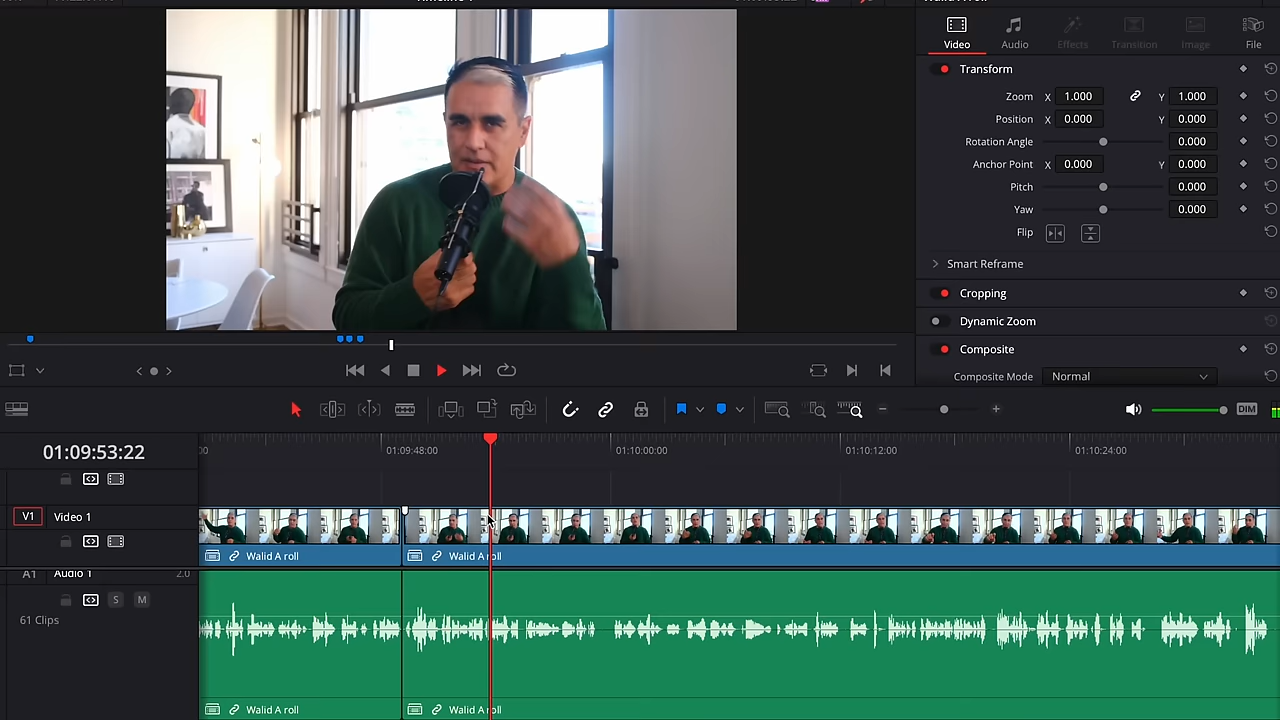 Video Audio Effects Transition Image File
Transform
Zoom X 1.000 Y 1.000
Position X 0.000 Y 0.000
Rotation Angle 0.000
Anchor Point X 0.000 Y 0.000
Pitch 0.000
Yaw 0.000
Flip
Smart Reframe
Cropping
Dynamic Zoom
Composite
Composite Mode Normal
DIM
01:09:53:22
01:09:48:00 01:10:00:00 01:10:12:00 01:10:24:00
V1 Video 1
Walid A roll Walid A roll
A1 Audio 1 2.0
S M
61 Clips
Walid A roll Walid A roll